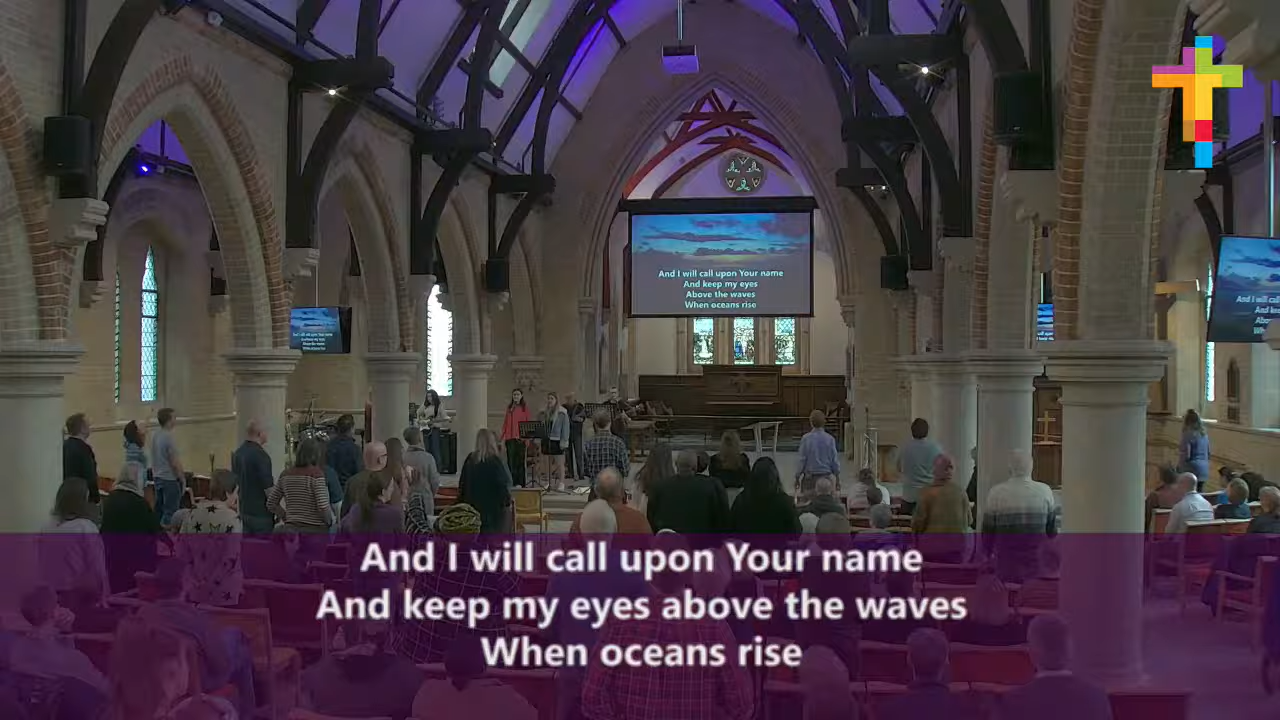 And I will call upon Your name
And keep my eyes
Above the waves
When oceans rise
And I will call upon Your name
And keep my eyes above the waves
When oceans rise